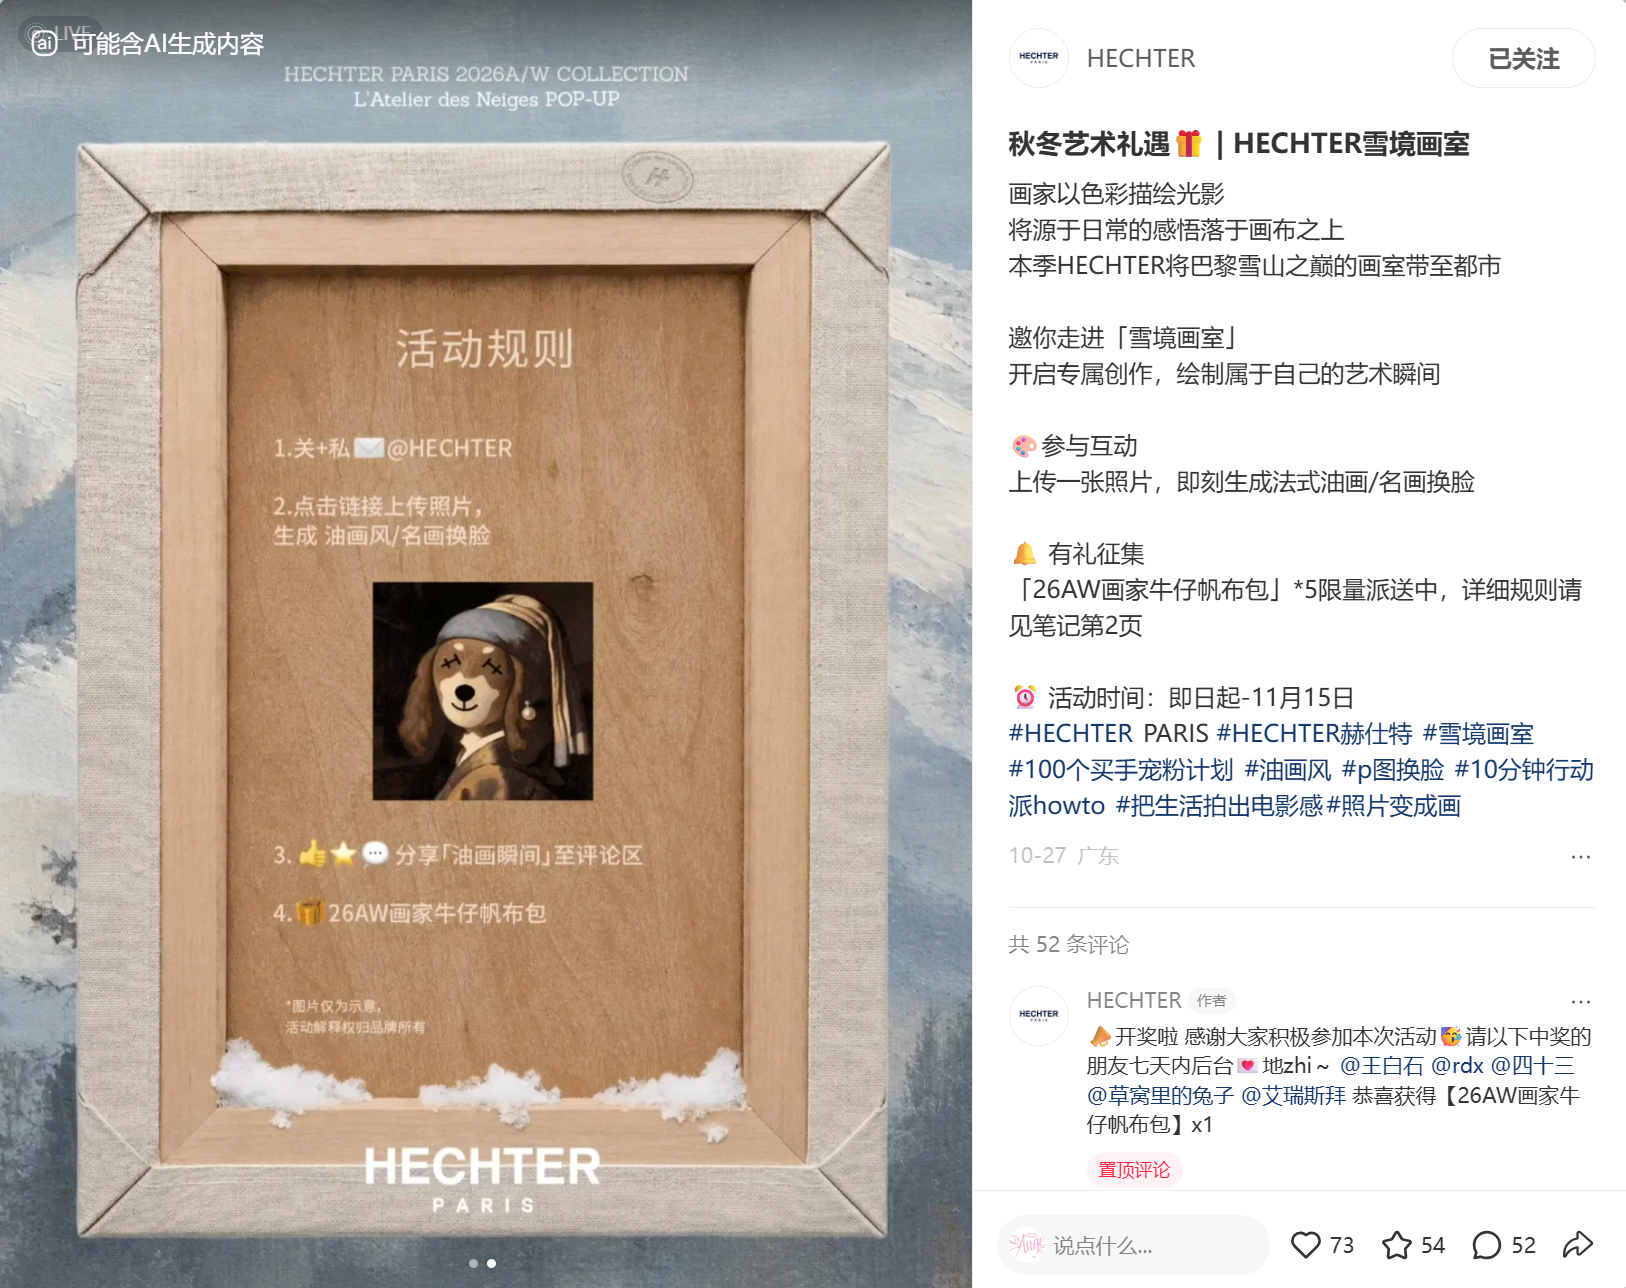 LIVE
可能含AI生成内容
HECHTER PARIS 2026A/W COLLECTION
L'Atelier des Neiges POP-UP
活动规则
1.关+私✉️@HECHTER
2.点击链接上传照片，
生成 油画风/名画换脸
3. 👍⭐💬 分享「油画瞬间」至评论区
4.🎁26AW画家牛仔帆布包
*图片仅为示意，
活动解释权归品牌所有
HECHTER
PARIS
HECHTER
PARIS
HECHTER
已关注
秋冬艺术礼遇🎁｜HECHTER雪境画室
画家以色彩描绘光影
将源于日常的感悟落于画布之上
本季HECHTER将巴黎雪山之巅的画室带至都市
邀你走进「雪境画室」
开启专属创作，绘制属于自己的艺术瞬间
🎨参与互动
上传一张照片，即刻生成法式油画/名画换脸
🔔 有礼征集
「26AW画家牛仔帆布包」*5限量派送中，详细规则请
见笔记第2页
⏰ 活动时间：即日起-11月15日
#HECHTER PARIS #HECHTER赫仕特 #雪境画室
#100个买手宠粉计划 #油画风 #p图换脸 #10分钟行动
派howto #把生活拍出电影感#照片变成画
10-27 广东
共 52 条评论
HECHTER
PARIS
HECHTER 作者
📣开奖啦 感谢大家积极参加本次活动🥳请以下中奖的
朋友七天内后台💌地zhi～ @王白石 @rdx @四十三
@草窝里的兔子 @艾瑞斯拜 恭喜获得【26AW画家牛
仔帆布包】x1
置顶评论
说点什么...
73
54
52